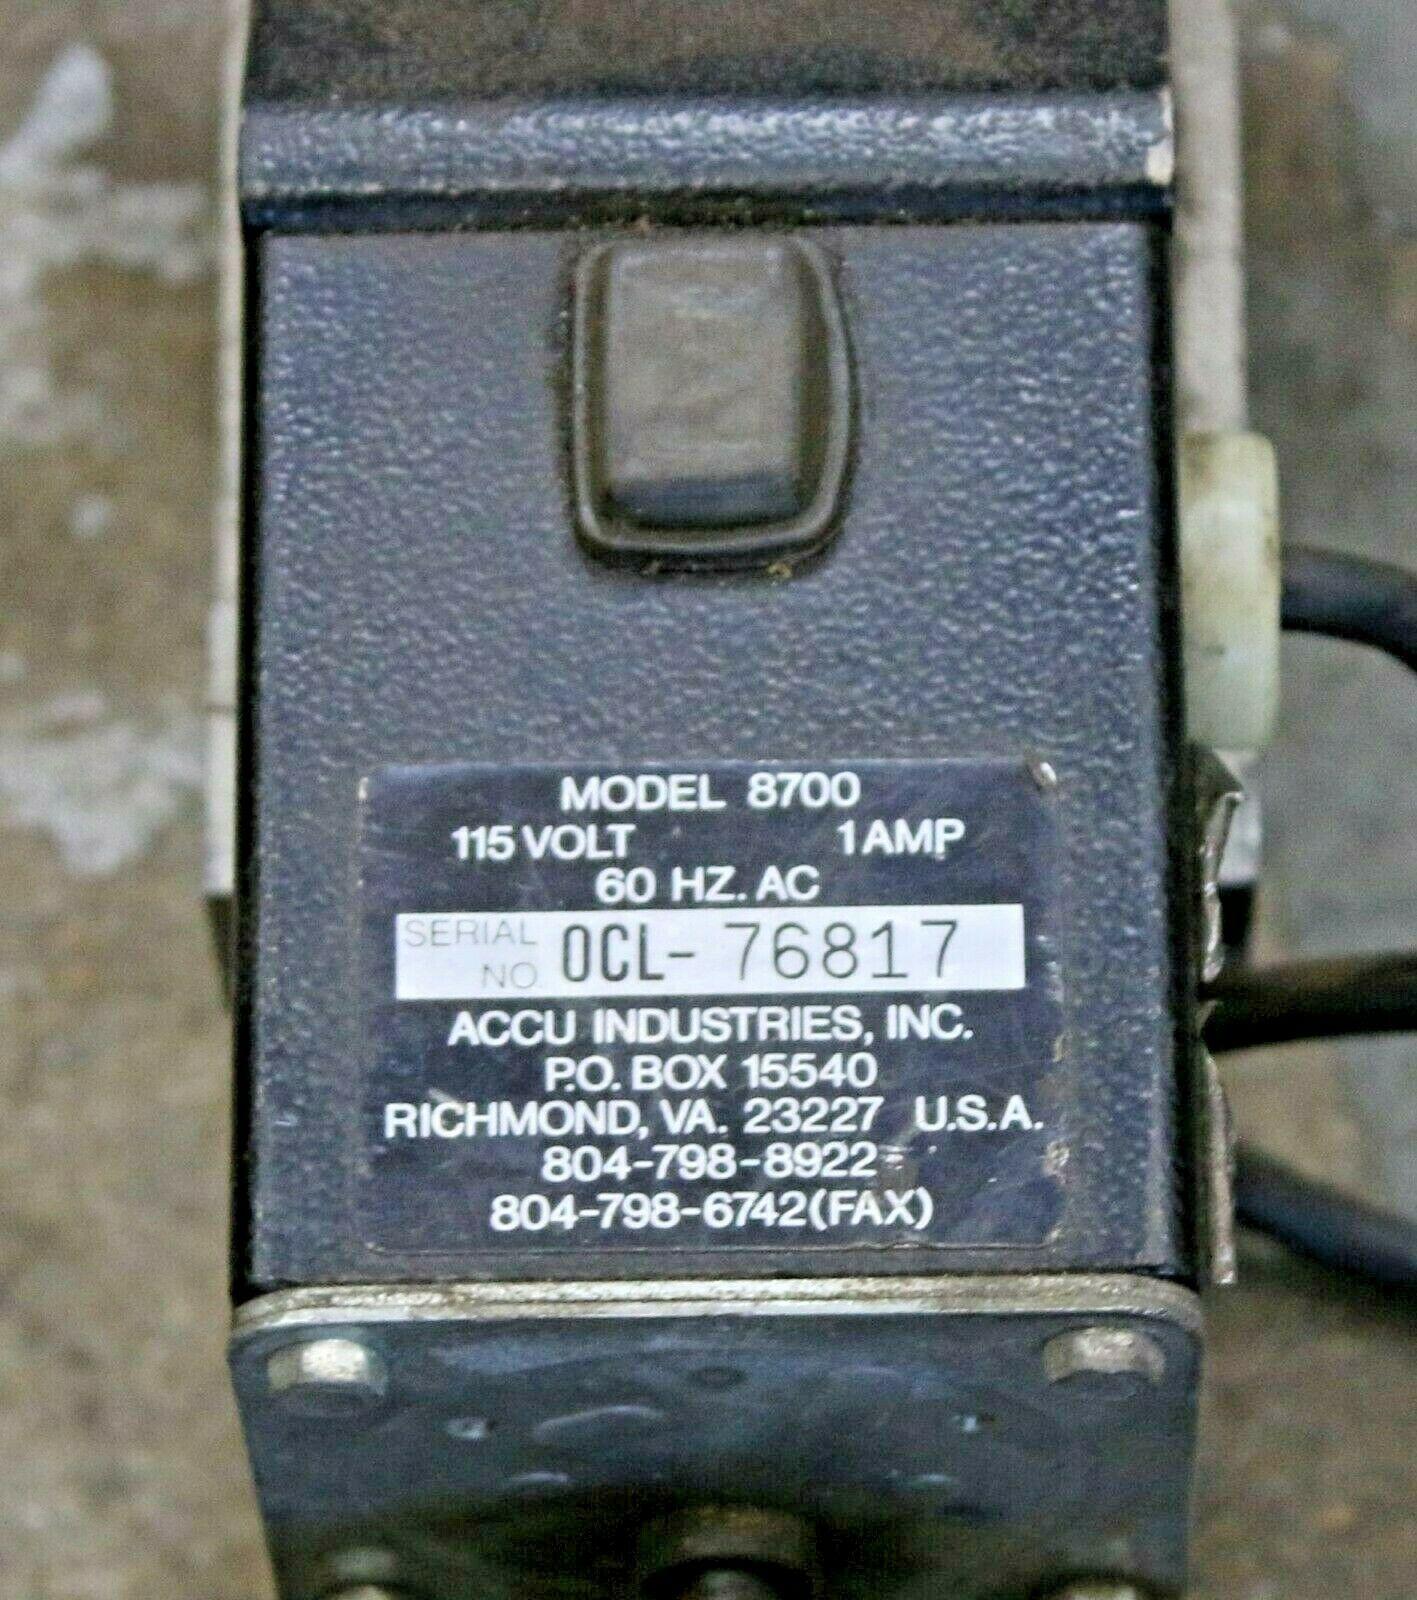 MODEL 8700
115 VOLT 1 AMP
60 HZ. AC
SERIAL NO. OCL-76817
ACCU INDUSTRIES, INC.
P.O. BOX 15540
RICHMOND, VA. 23227 U.S.A.
804-798-8922
804-798-6742 (FAX)